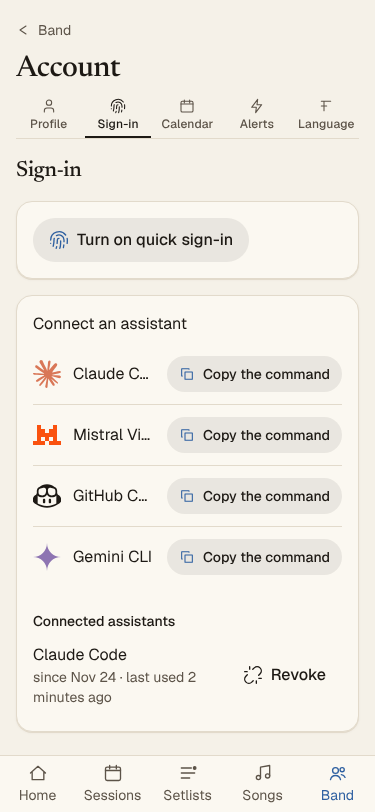 Band
Account
Profile
Sign-in
Calendar
Alerts
Language
Sign-in
Turn on quick sign-in
Connect an assistant
Claude C...
Copy the command
Mistral Vi...
Copy the command
GitHub C...
Copy the command
Gemini CLI
Copy the command
Connected assistants
Claude Code
since Nov 24 · last used 2
minutes ago
Revoke
Home
Sessions
Setlists
Songs
Band